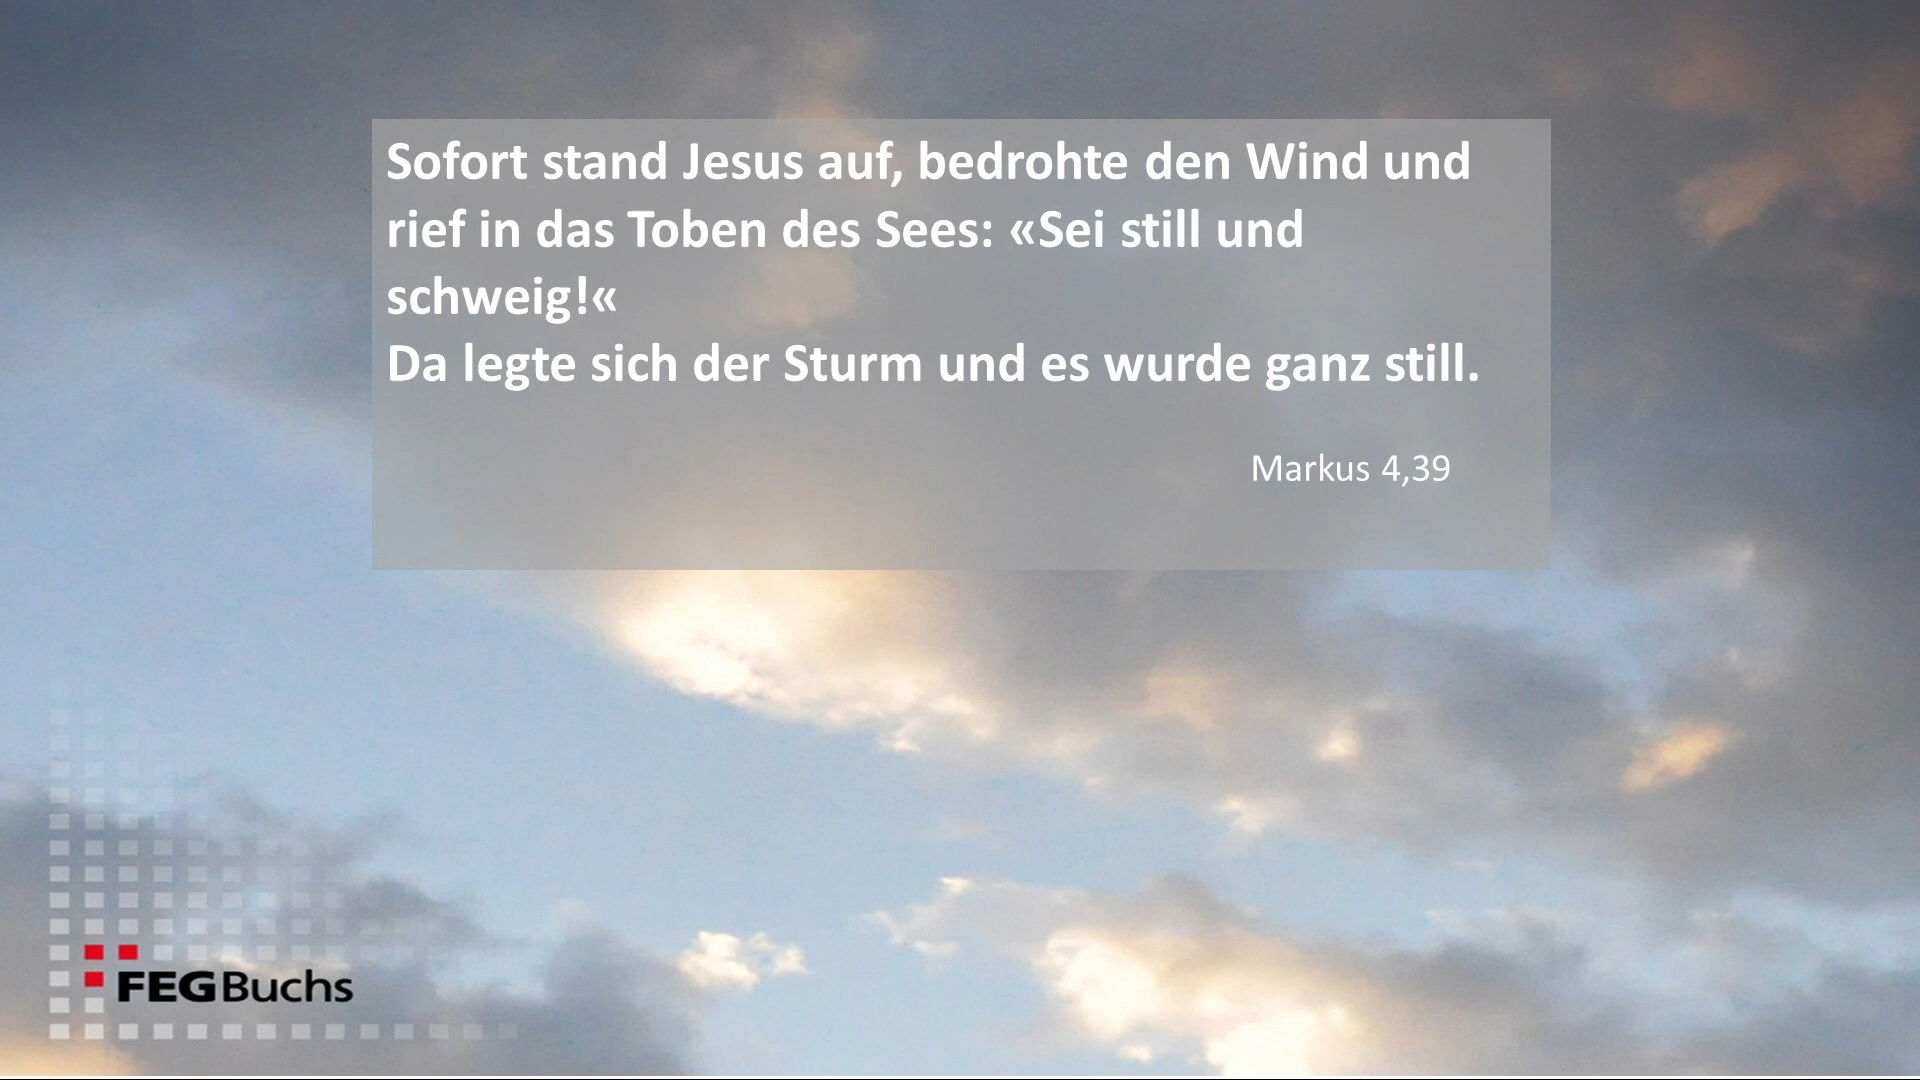 Sofort stand Jesus auf, bedrohte den Wind und
rief in das Toben des Sees: «Sei still und
schweig!«
Da legte sich der Sturm und es wurde ganz still.
Markus 4,39
FEGBuchs